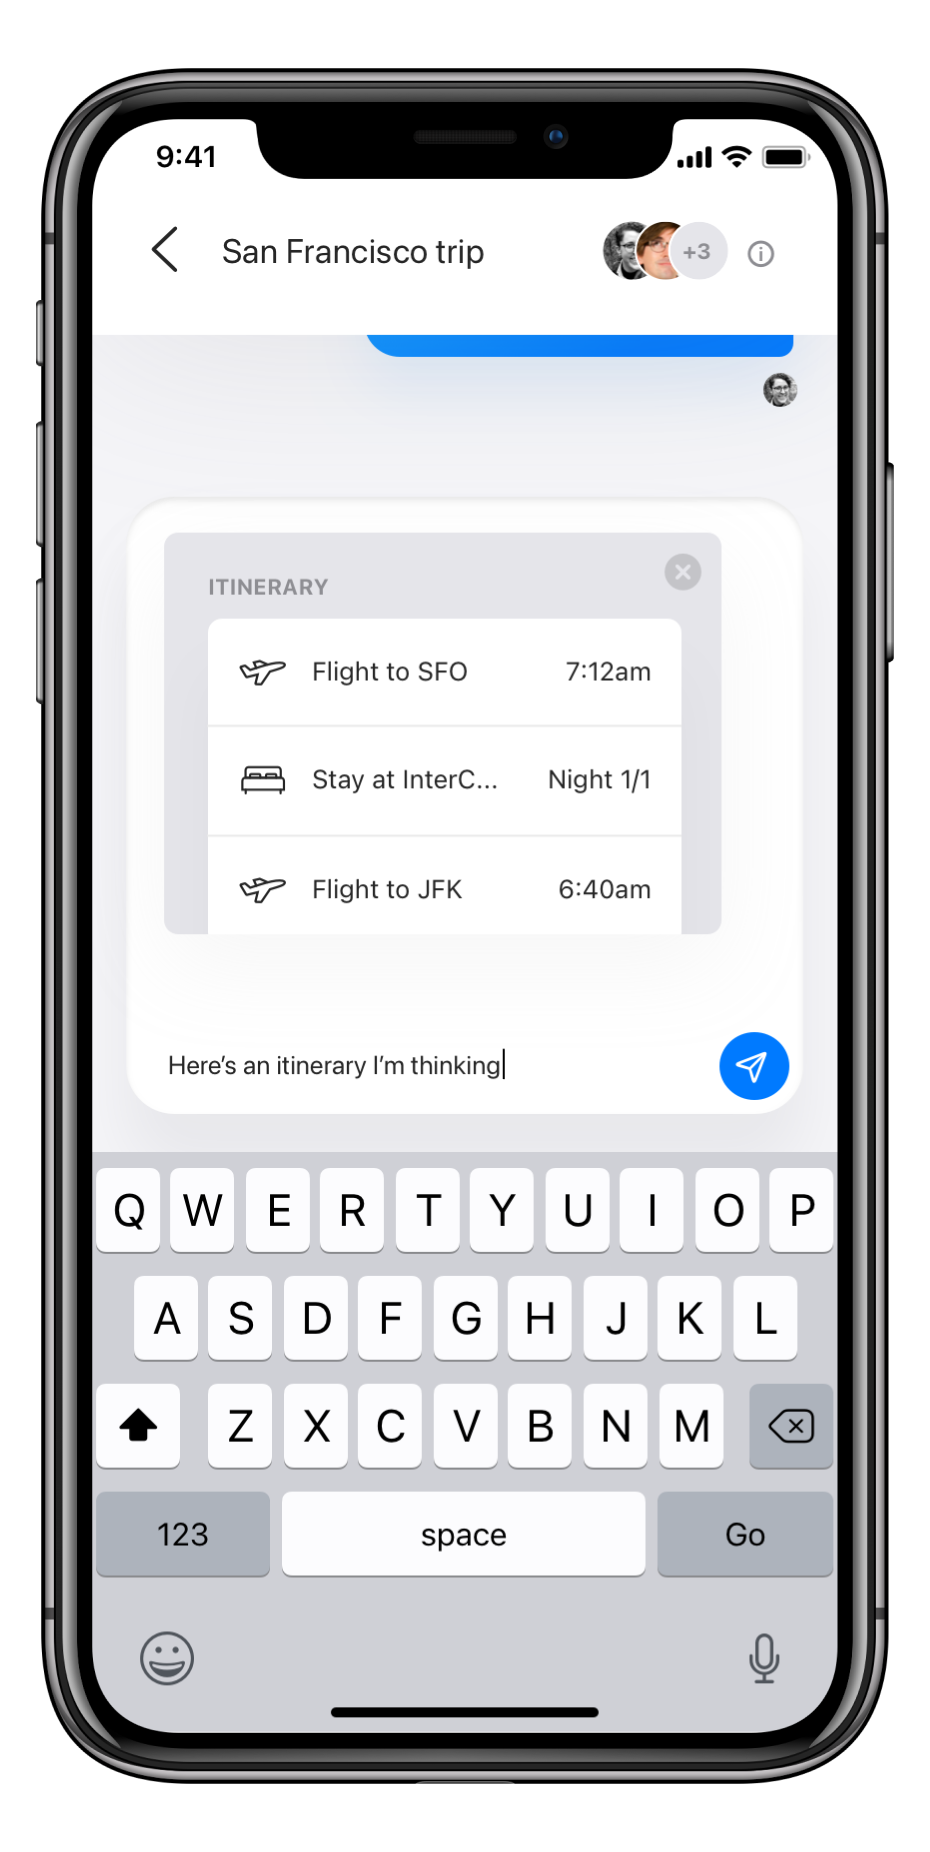 9:41
San Francisco trip
+3
ITINERARY
Flight to SFO 7:12am
Stay at InterC... Night 1/1
Flight to JFK 6:40am
Here’s an itinerary I’m thinking
Q W E R T Y U I O P
A S D F G H J K L
Z X C V B N M
123 space Go